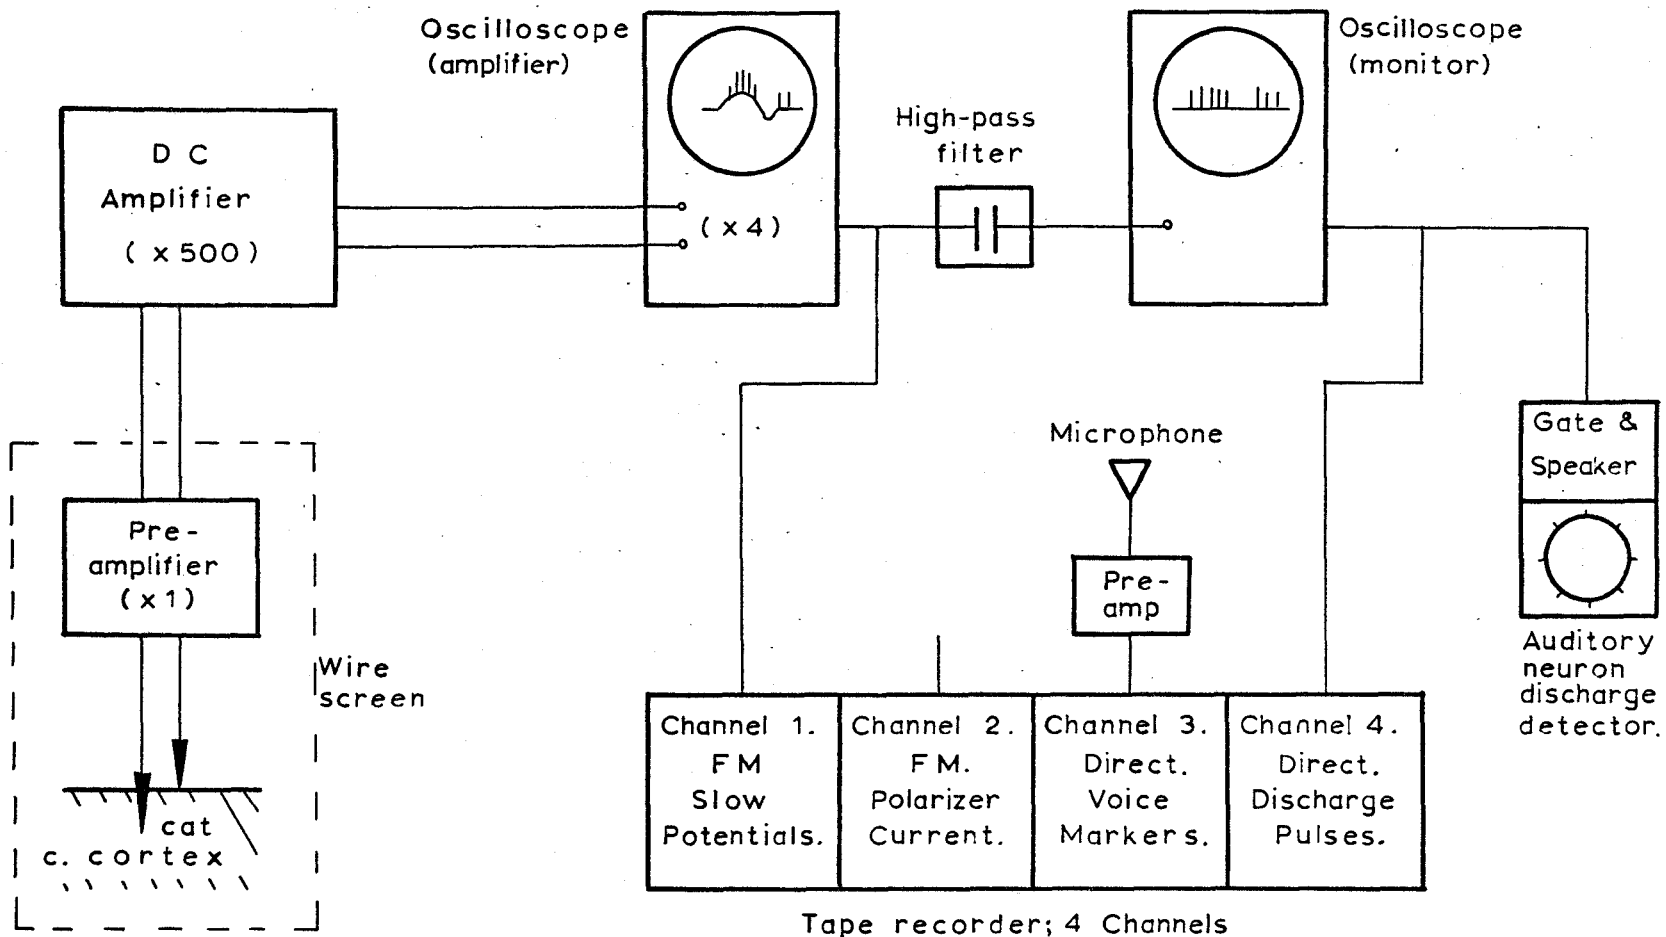 Oscilloscope
(amplifier)
Oscilloscope
(monitor)
High-pass
filter
D C
Amplifier
( x 500 )
( x 4 )
Gate &
Speaker
Microphone
Pre-
amplifier
( x 1 )
Pre-
amp
Auditory
neuron
discharge
detector.
Wire
screen
Channel 1.
FM
Slow
Potentials.
Channel 2.
FM.
Polarizer
Current.
Channel 3.
Direct.
Voice
Markers.
Channel 4.
Direct.
Discharge
Pulses.
cat
c. cortex
Tape recorder; 4 Channels